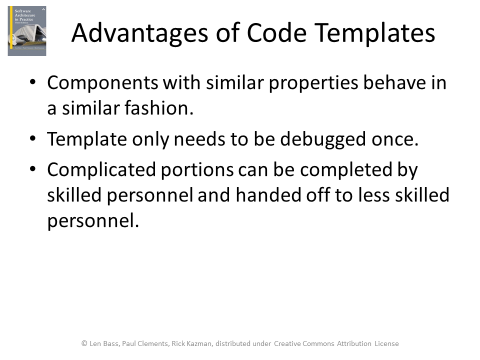 Software
Architecture
in Practice
Advantages of Code Templates
• Components with similar properties behave in
a similar fashion.
• Template only needs to be debugged once.
• Complicated portions can be completed by
skilled personnel and handed off to less skilled
personnel.
© Len Bass, Paul Clements, Rick Kazman, distributed under Creative Commons Attribution License